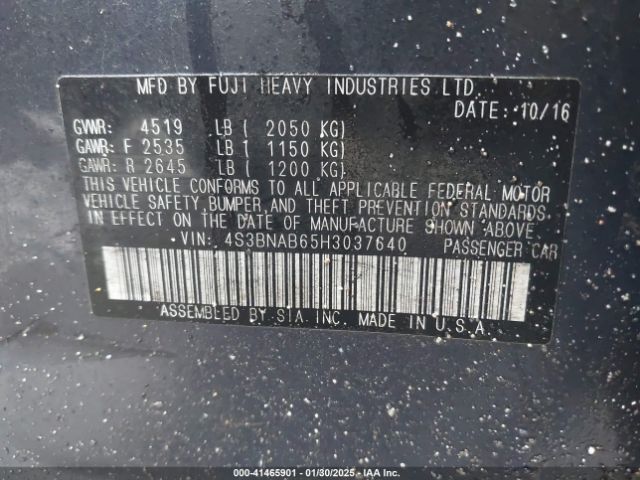 MFD BY FUJI HEAVY INDUSTRIES LTD.
DATE: 10/16
GVWR: 4519 LB ( 2050 KG)
GAWR: F 2535 LB ( 1150 KG)
GAWR: R 2645 LB ( 1200 KG)
THIS VEHICLE CONFORMS TO ALL APPLICABLE FEDERAL MOTOR
VEHICLE SAFETY, BUMPER, AND THEFT PREVENTION STANDARDS
IN EFFECT ON THE DATE OF MANUFACTURE SHOWN ABOVE.
VIN: 4S3BNAB65H3037640 PASSENGER CAR
ASSEMBLED BY SIA, INC. MADE IN U.S.A.
000-41465901 - 01/30/2025 - IAA Inc.